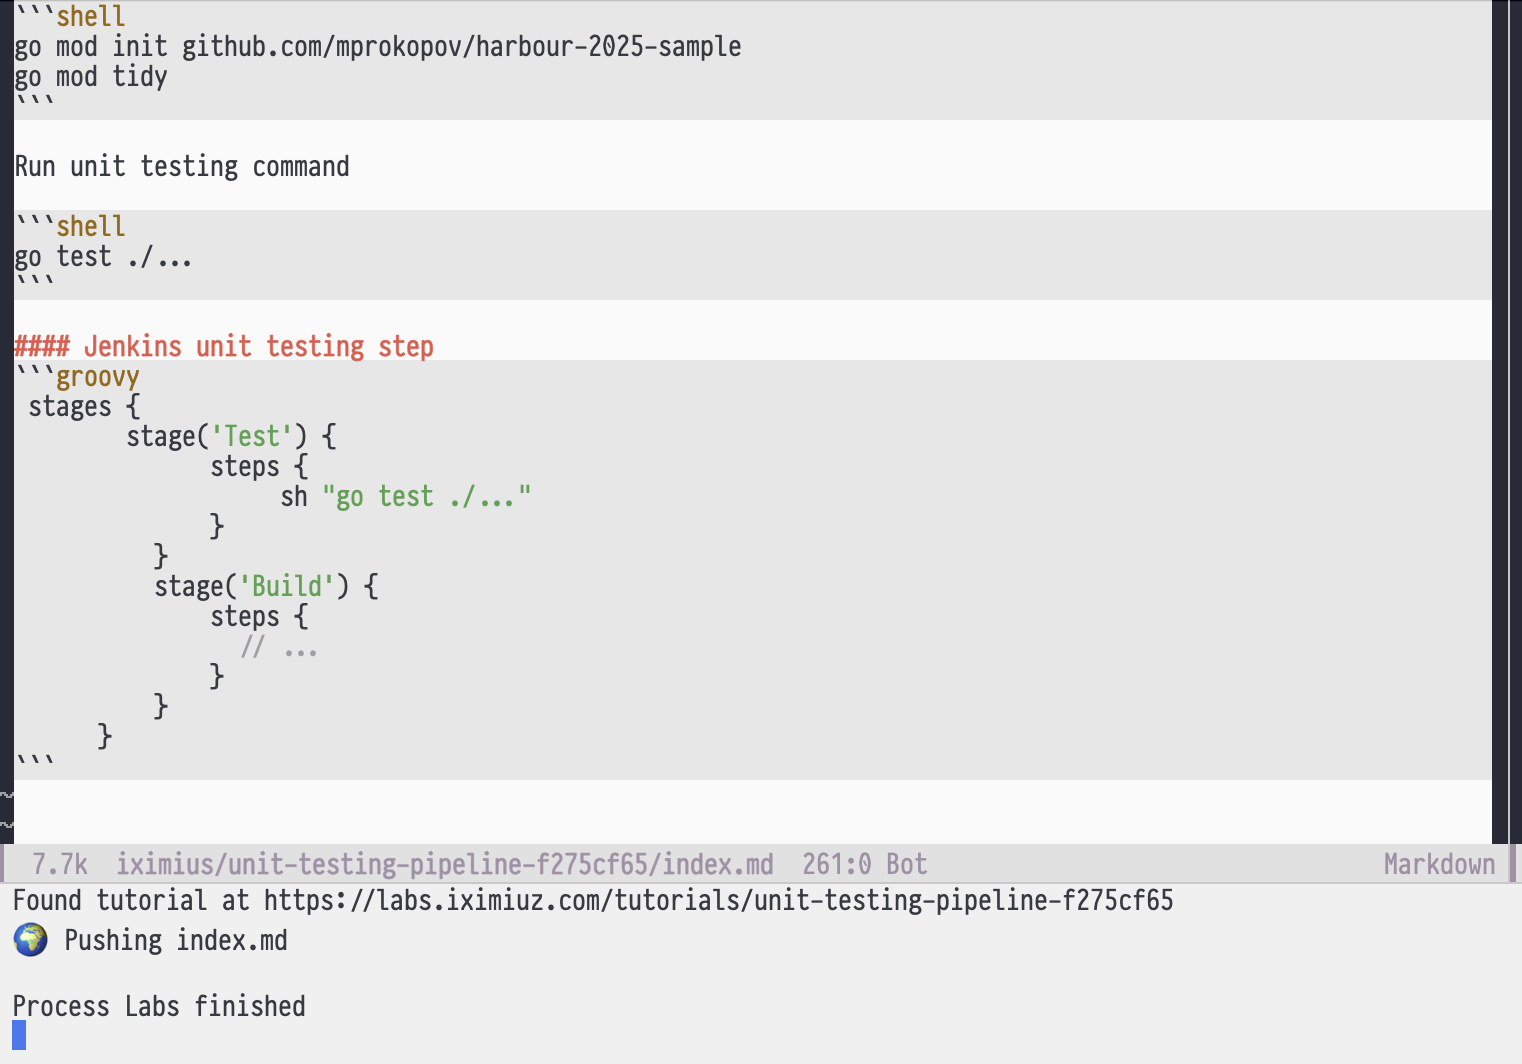 ```shell
go mod init github.com/mprokopov/harbour-2025-sample
go mod tidy
```
Run unit testing command
```shell
go test ./...
```
#### Jenkins unit testing step
```groovy
 stages {
        stage('Test') {
              steps {
                   sh "go test ./..."
              }
          }
          stage('Build') {
              steps {
                // ...
              }
          }
      }
```
~
~
7.7k iximius/unit-testing-pipeline-f275cf65/index.md 261:0 Bot Markdown
Found tutorial at https://labs.iximiuz.com/tutorials/unit-testing-pipeline-f275cf65
🌍 Pushing index.md
Process Labs finished